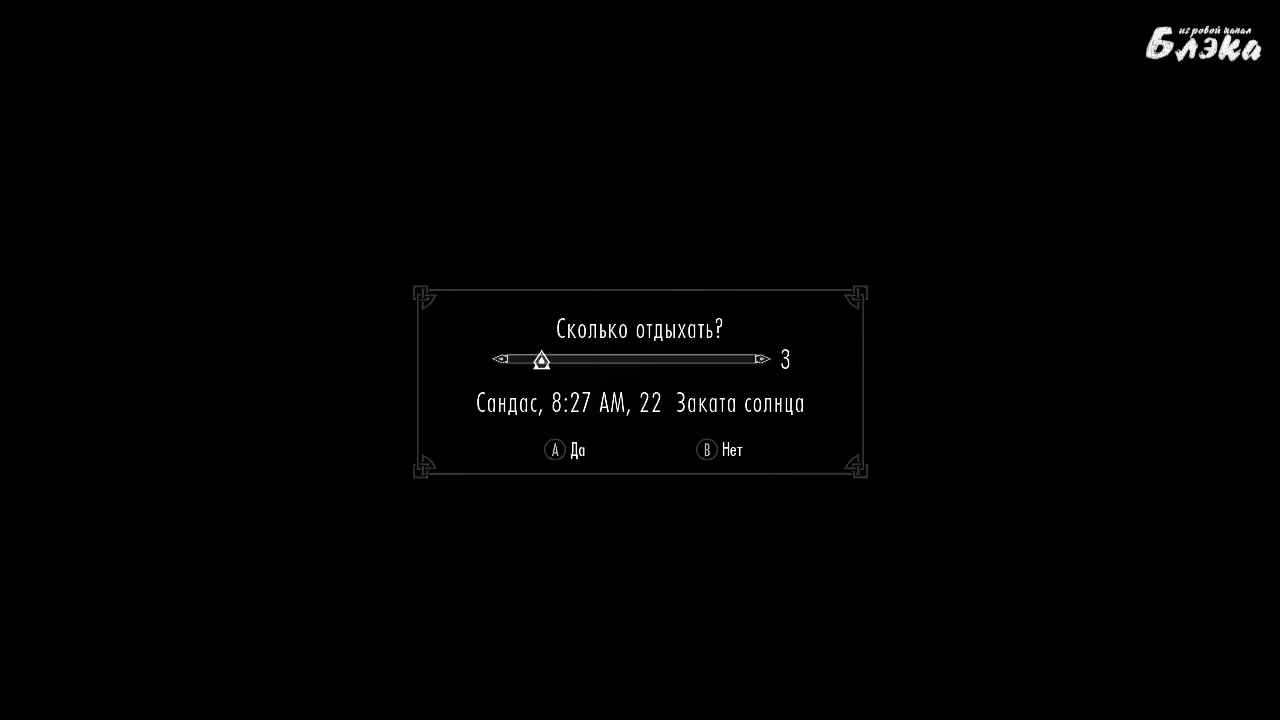 игровой канал
Блэка
Сколько отдыхать?
3
Сандас, 8:27 AM, 22 Заката солнца
A Да
B Нет